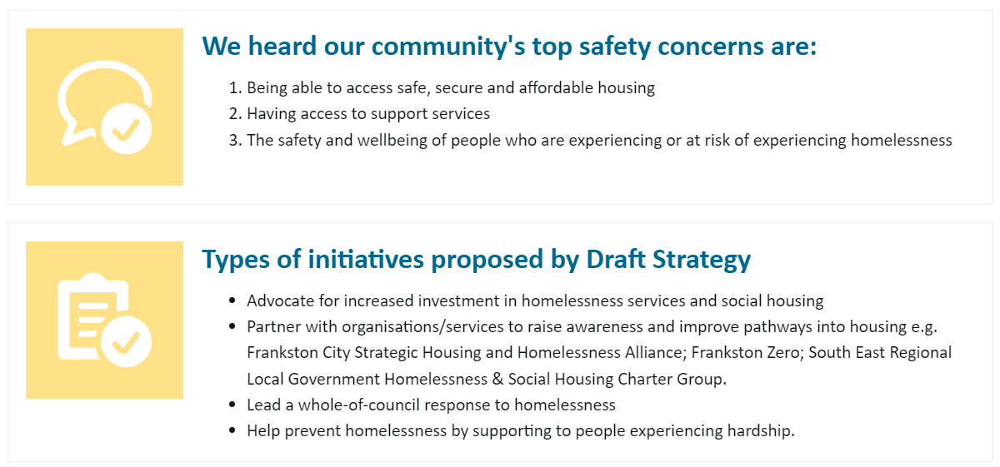 We heard our community's top safety concerns are:
1. Being able to access safe, secure and affordable housing
2. Having access to support services
3. The safety and wellbeing of people who are experiencing or at risk of experiencing homelessness
Types of initiatives proposed by Draft Strategy
• Advocate for increased investment in homelessness services and social housing
• Partner with organisations/services to raise awareness and improve pathways into housing e.g.
Frankston City Strategic Housing and Homelessness Alliance; Frankston Zero; South East Regional
Local Government Homelessness & Social Housing Charter Group.
• Lead a whole-of-council response to homelessness
• Help prevent homelessness by supporting to people experiencing hardship.